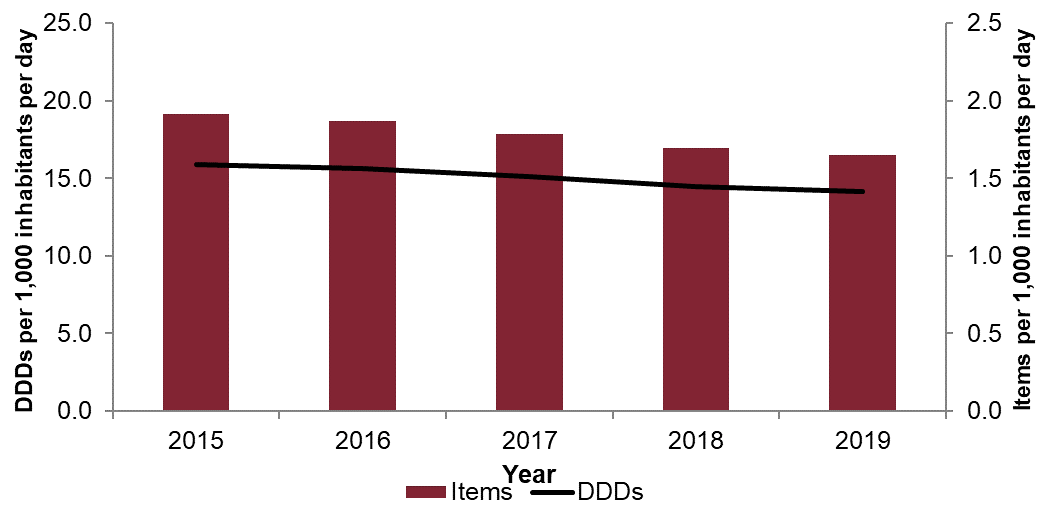 DDDs per 1,000 inhabitants per day
25.0
20.0
15.0
10.0
5.0
0.0
2.5
2.0
1.5
1.0
0.5
0.0
Items per 1,000 inhabitants per day
2015 2016 2017 2018 2019
Year
Items DDDs